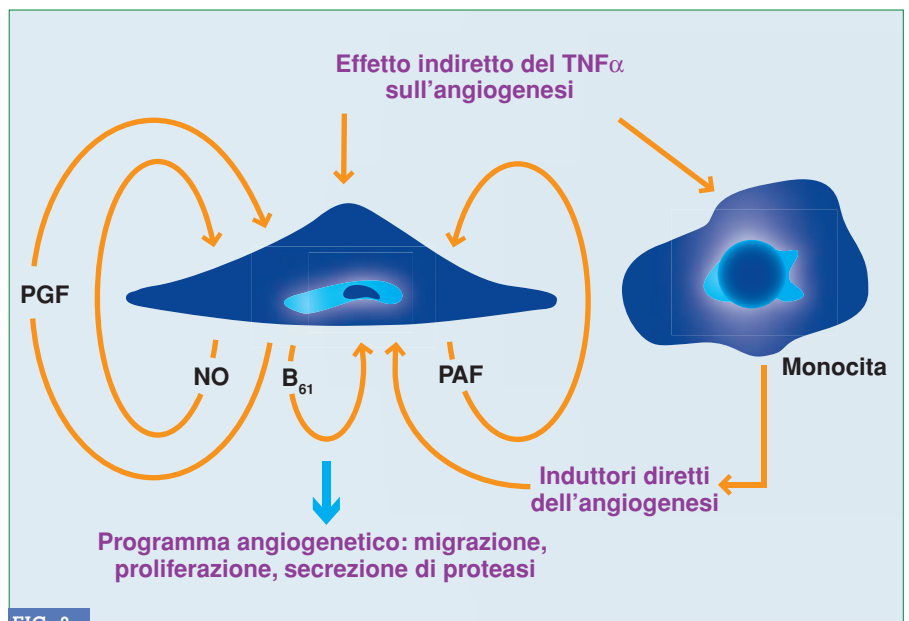 Effetto indiretto del TNFα
sull'angiogenesi
PGF
NO
B₆₁
PAF
Monocita
Induttori diretti
dell'angiogenesi
Programma angiogenetico: migrazione,
proliferazione, secrezione di proteasi